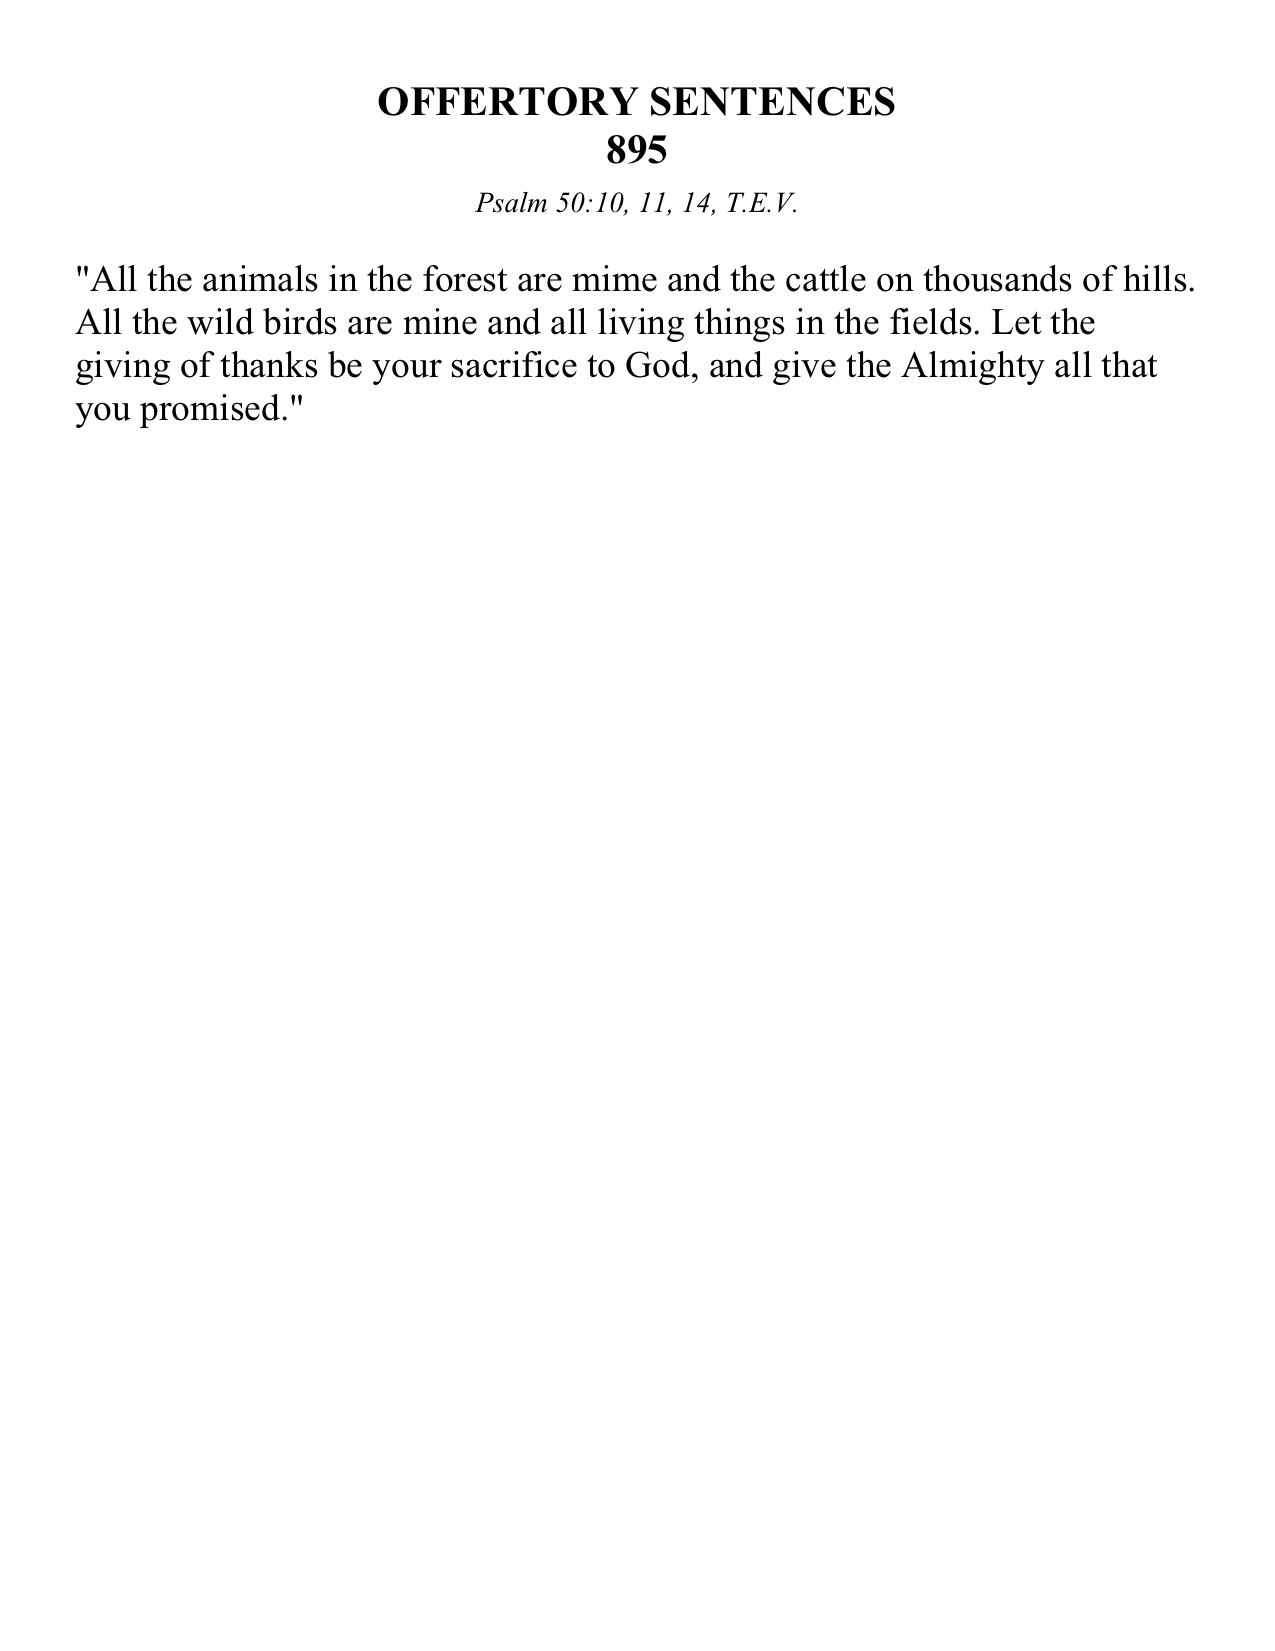 OFFERTORY SENTENCES
895
Psalm 50:10, 11, 14, T.E.V.
"All the animals in the forest are mime and the cattle on thousands of hills.
All the wild birds are mine and all living things in the fields. Let the
giving of thanks be your sacrifice to God, and give the Almighty all that
you promised."